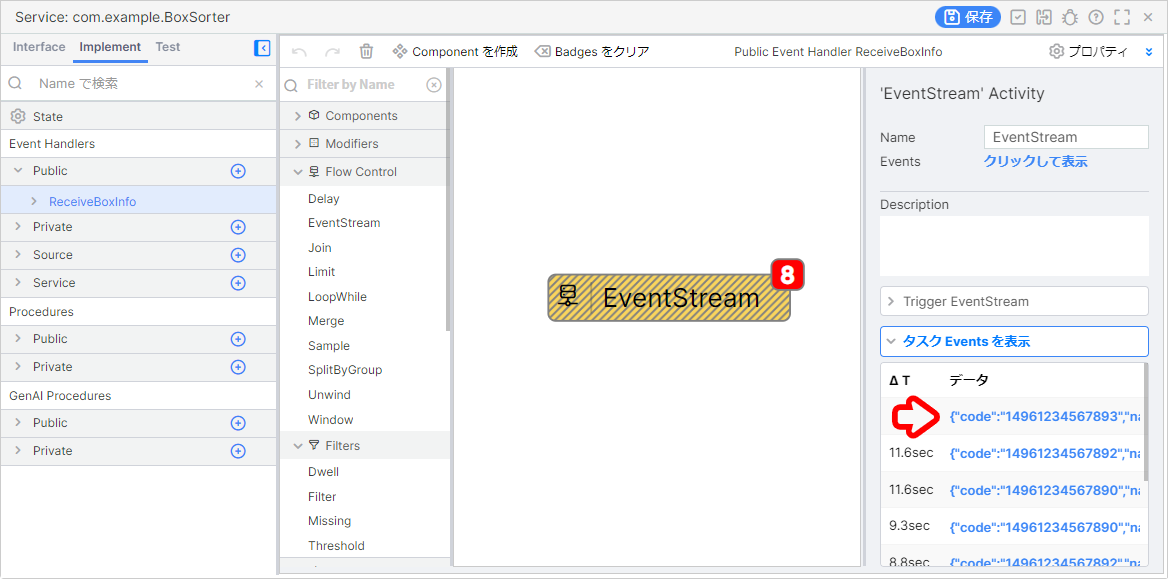 Service: com.example.BoxSorter
保存
Interface Implement Test
Name で検索
State
Event Handlers
Public
ReceiveBoxInfo
Private
Source
Service
Procedures
Public
Private
GenAI Procedures
Public
Private
Component を作成 Badges をクリア Public Event Handler ReceiveBoxInfo プロパティ
Filter by Name
Components
Modifiers
Flow Control
Delay
EventStream
Join
Limit
LoopWhile
Merge
Sample
SplitByGroup
Unwind
Window
Filters
Dwell
Filter
Missing
Threshold
EventStream
8
'EventStream' Activity
Name EventStream
Events クリックして表示
Description
Trigger EventStream
タスク Events を表示
Δ T データ
{"code":"14961234567893","na
11.6sec {"code":"14961234567892","na
11.6sec {"code":"14961234567890","na
9.3sec {"code":"14961234567890","na
8.8sec {"code":"14961234567892","na